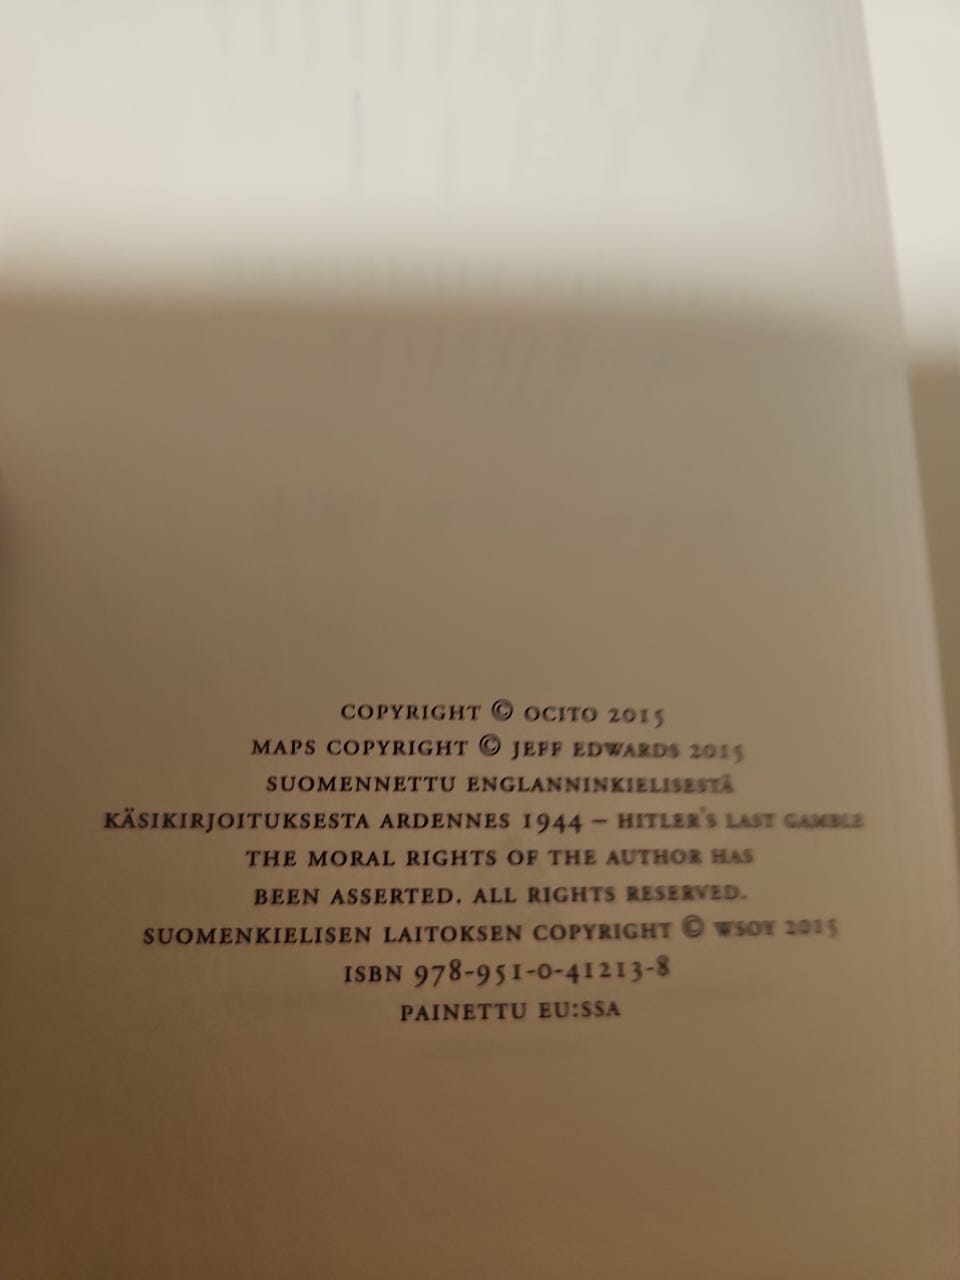 COPYRIGHT © OCITO 2015
MAPS COPYRIGHT © JEFF EDWARDS 2015
SUOMENNETTU ENGLANNINKIELISESTÄ
KÄSIKIRJOITUKSESTA ARDENNES 1944 – HITLER'S LAST GAMBLE
THE MORAL RIGHTS OF THE AUTHOR HAS
BEEN ASSERTED. ALL RIGHTS RESERVED.
SUOMENKIELISEN LAITOKSEN COPYRIGHT © WSOY 2015
ISBN 978-951-0-41213-8
PAINETTU EU:SSA